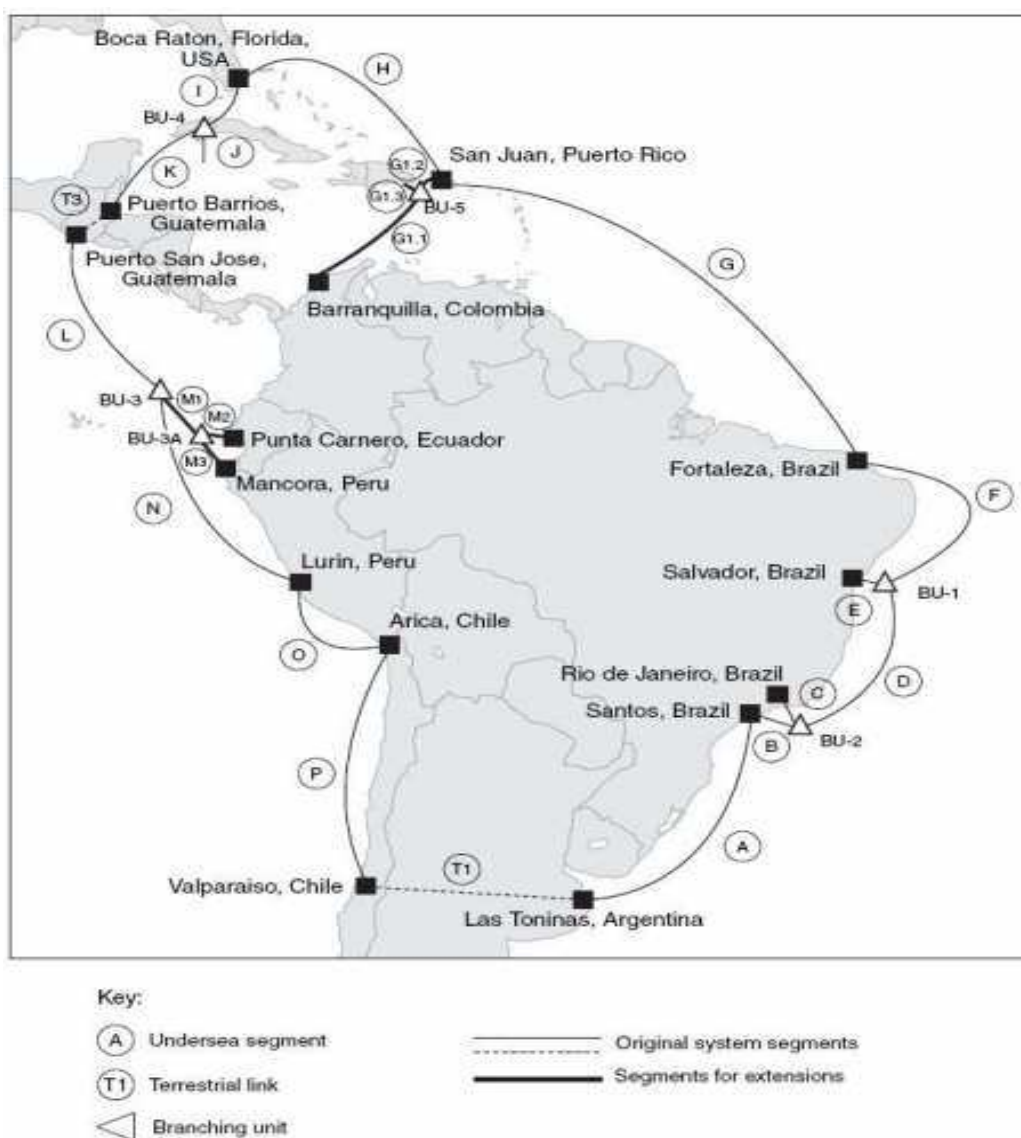 Boca Raton, Florida,
USA
H
I
BU-4
J
K
G1.2
San Juan, Puerto Rico
G1.3
BU-5
T3
Puerto Barrios,
Guatemala
G1.1
Puerto San Jose,
Guatemala
G
Barranquilla, Colombia
L
BU-3
M1
M2
BU-3A
Punta Carnero, Ecuador
M3
Mancora, Peru
Fortaleza, Brazil
F
N
Lurin, Peru
Salvador, Brazil
BU-1
E
Arica, Chile
O
Rio de Janeiro, Brazil
C
D
Santos, Brazil
B
BU-2
P
A
T1
Valparaiso, Chile
Las Toninas, Argentina
Key:
A Undersea segment
Original system segments
T1 Terrestrial link
Segments for extensions
Branching unit